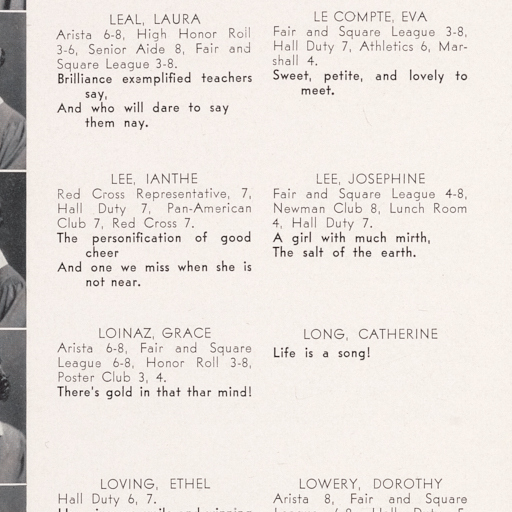 LEAL, LAURA
Arista 6-8, High Honor Roll
3-6, Senior Aide 8, Fair and
Square League 3-8.
Brilliance examplified teachers
say,
And who will dare to say
them nay.
LE COMPTE, EVA
Fair and Square League 3-8,
Hall Duty 7, Athletics 6, Mar-
shall 4.
Sweet, petite, and lovely to
meet.
LEE, IANTHE
Red Cross Representative, 7,
Hall Duty 7, Pan-American
Club 7, Red Cross 7.
The personification of good
cheer
And one we miss when she is
not near.
LEE, JOSEPHINE
Fair and Square League 4-8,
Newman Club 8, Lunch Room
4, Hall Duty 7.
A girl with much mirth,
The salt of the earth.
LOINAZ, GRACE
Arista 6-8, Fair and Square
League 6-8, Honor Roll 3-8,
Poster Club 3, 4.
There's gold in that thar mind!
LONG, CATHERINE
Life is a song!
LOVING, ETHEL
Hall Duty 6, 7.
LOWERY, DOROTHY
Arista 8, Fair and Square